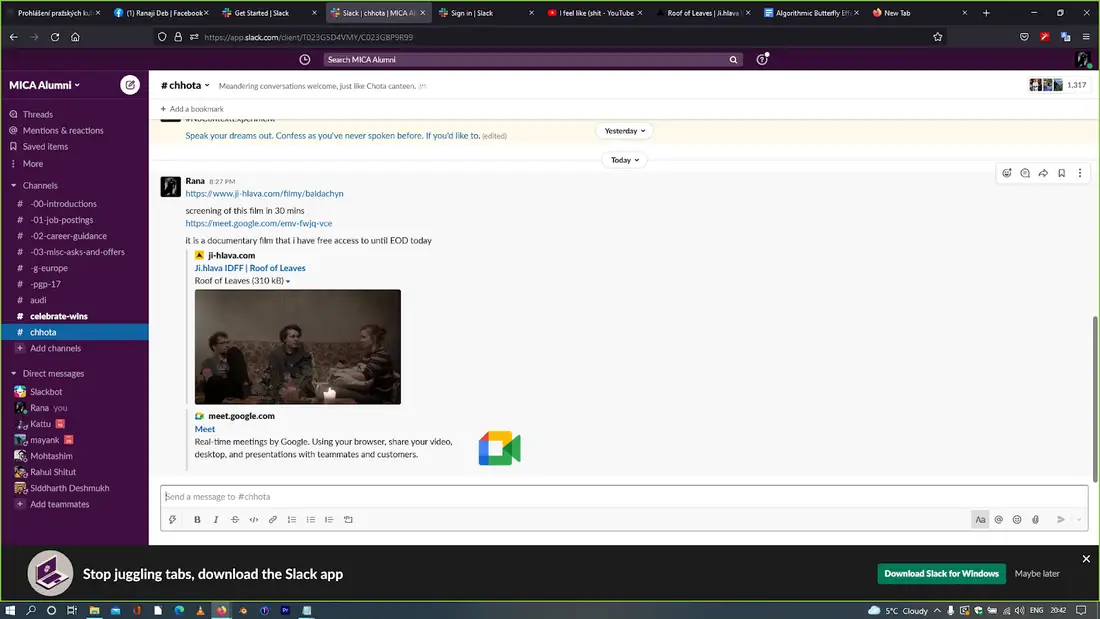 Prohlášení pražských kul
(1) Ranaji Deb | Facebook
Get Started | Slack
Slack | chhota | MICA Al
Sign in | Slack
I feel like (shit - YouTube
Roof of Leaves | Ji.hlava
Algorithmic Butterfly Eff
New Tab
https://app.slack.com/client/T023G5D4VMY/C023GBP9R99
Search MICA Alumni
MICA Alumni
# chhota
Meandering conversations welcome, just like Chota canteen.
1,317
Add a bookmark
Threads
Mentions & reactions
Saved items
More
Channels
# -00-introductions
# -01-job-postings
# -02-career-guidance
# -03-misc-asks-and-offers
# -g-europe
# -pgp-17
# audi
# celebrate-wins
# chhota
+ Add channels
Direct messages
Slackbot
Rana you
Kattu
mayank
Mohtashim
Rahul Shitut
Siddharth Deshmukh
+ Add teammates
#NoContextExperiment
Speak your dreams out. Confess as you've never spoken before. If you'd like to. (edited)
Yesterday
Today
Rana 8:27 PM
https://www.ji-hlava.com/filmy/baldachyn
screening of this film in 30 mins
https://meet.google.com/emv-fwjq-vce
it is a documentary film that i have free access to until EOD today
ji-hlava.com
Ji.hlava IDFF | Roof of Leaves
Roof of Leaves (310 kB)
meet.google.com
Meet
Real-time meetings by Google. Using your browser, share your video,
desktop, and presentations with teammates and customers.
Send a message to #chhota
Stop juggling tabs, download the Slack app
Download Slack for Windows
Maybe later
5°C Cloudy
ENG
20:42